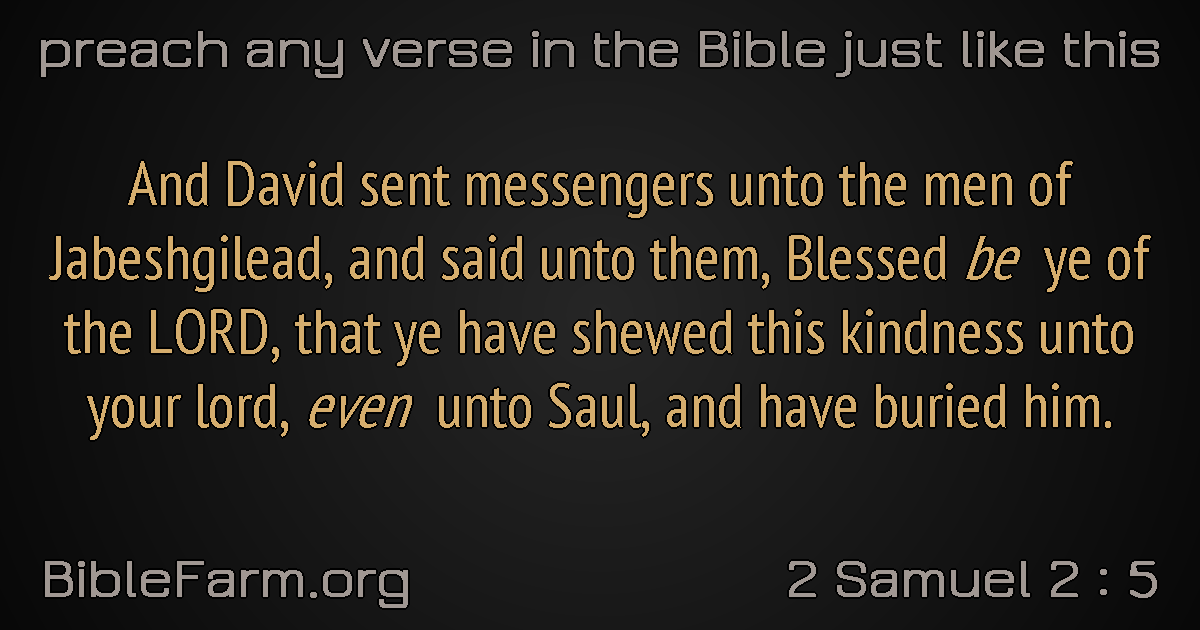 preach any verse in the Bible just like this
And David sent messengers unto the men of
Jabeshgilead, and said unto them, Blessed be ye of
the LORD, that ye have shewed this kindness unto
your lord, even unto Saul, and have buried him.
BibleFarm.org
2 Samuel 2 : 5